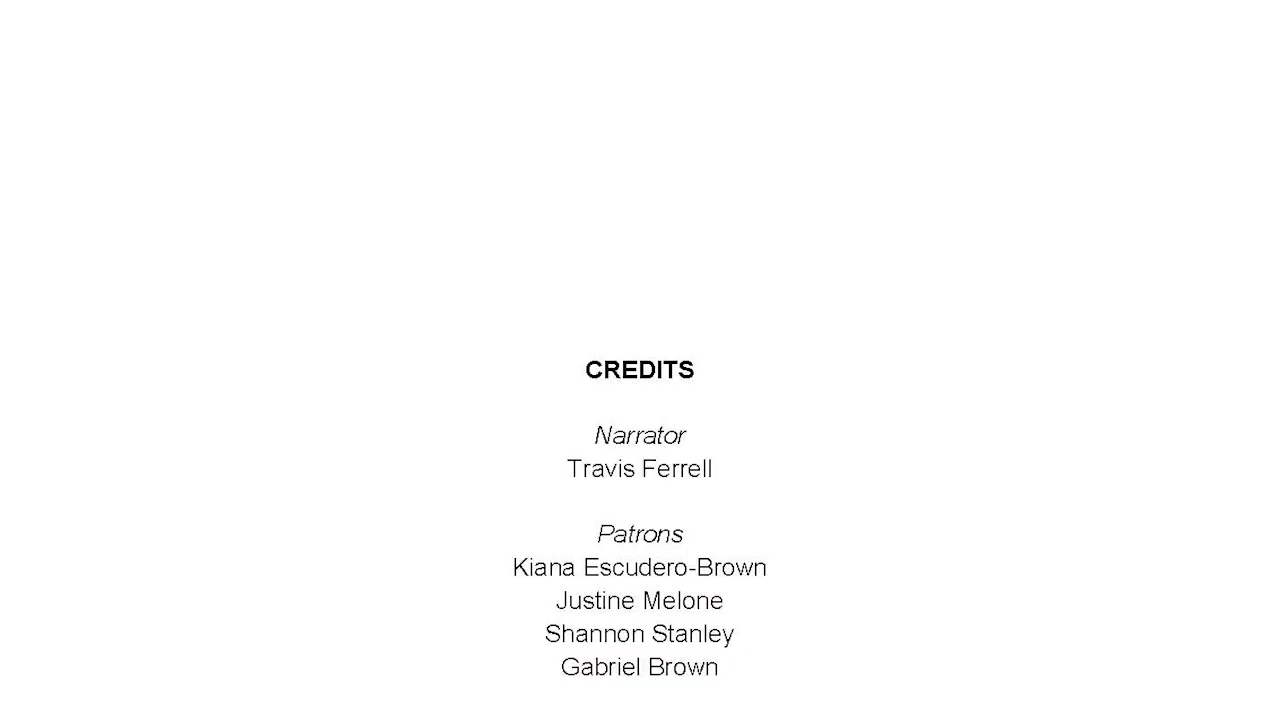 CREDITS
Narrator
Travis Ferrell
Patrons
Kiana Escudero-Brown
Justine Melone
Shannon Stanley
Gabriel Brown